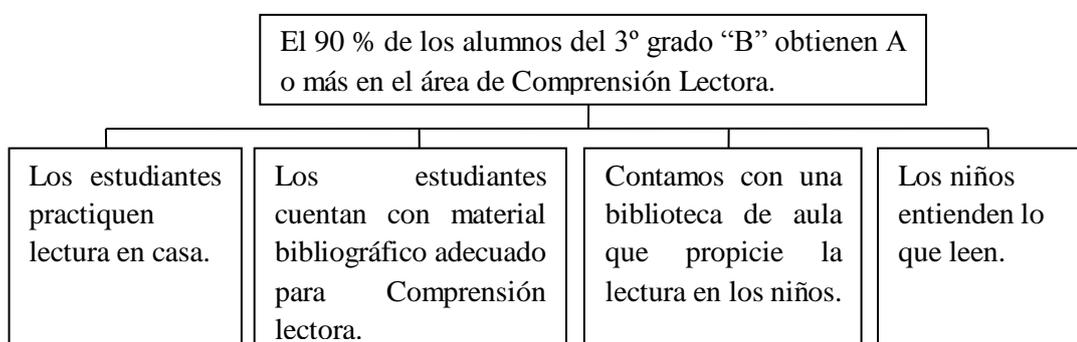 El 90 % de los alumnos del 3º grado “B” obtienen A
o más en el área de Comprensión Lectora.
Los estudiantes
practiquen
lectura en casa.
Los estudiantes
cuentan con material
bibliográfico adecuado
para Comprensión
lectora.
Contamos con una
biblioteca de aula
que propicie la
lectura en los niños.
Los niños
entienden lo
que leen.